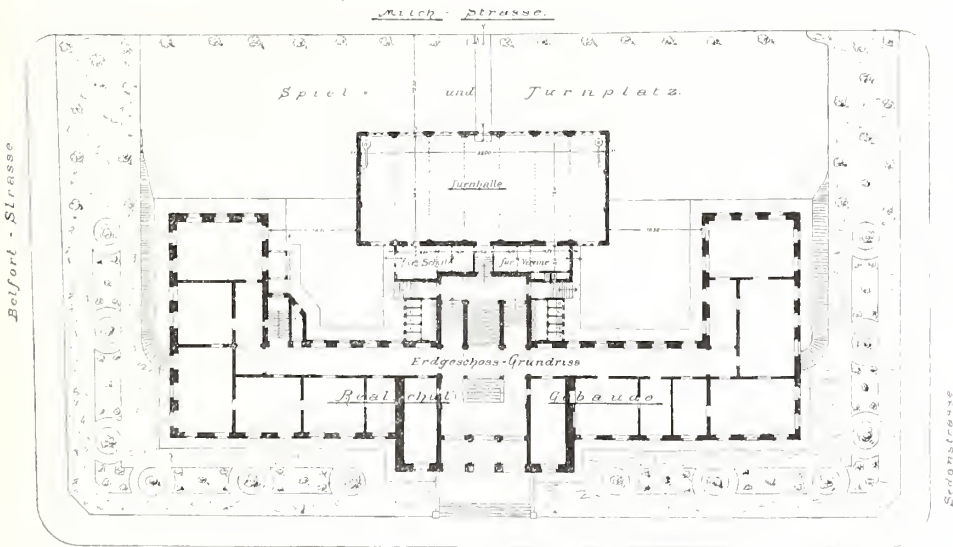 Milch - Strasse.
Spiel - und Turnplatz.
Belfort - Strasse
Turnhalle
für Schule
für Vereine
Erdgeschoss-Grundriss
Realschul Gebäude
Sedanstrasse